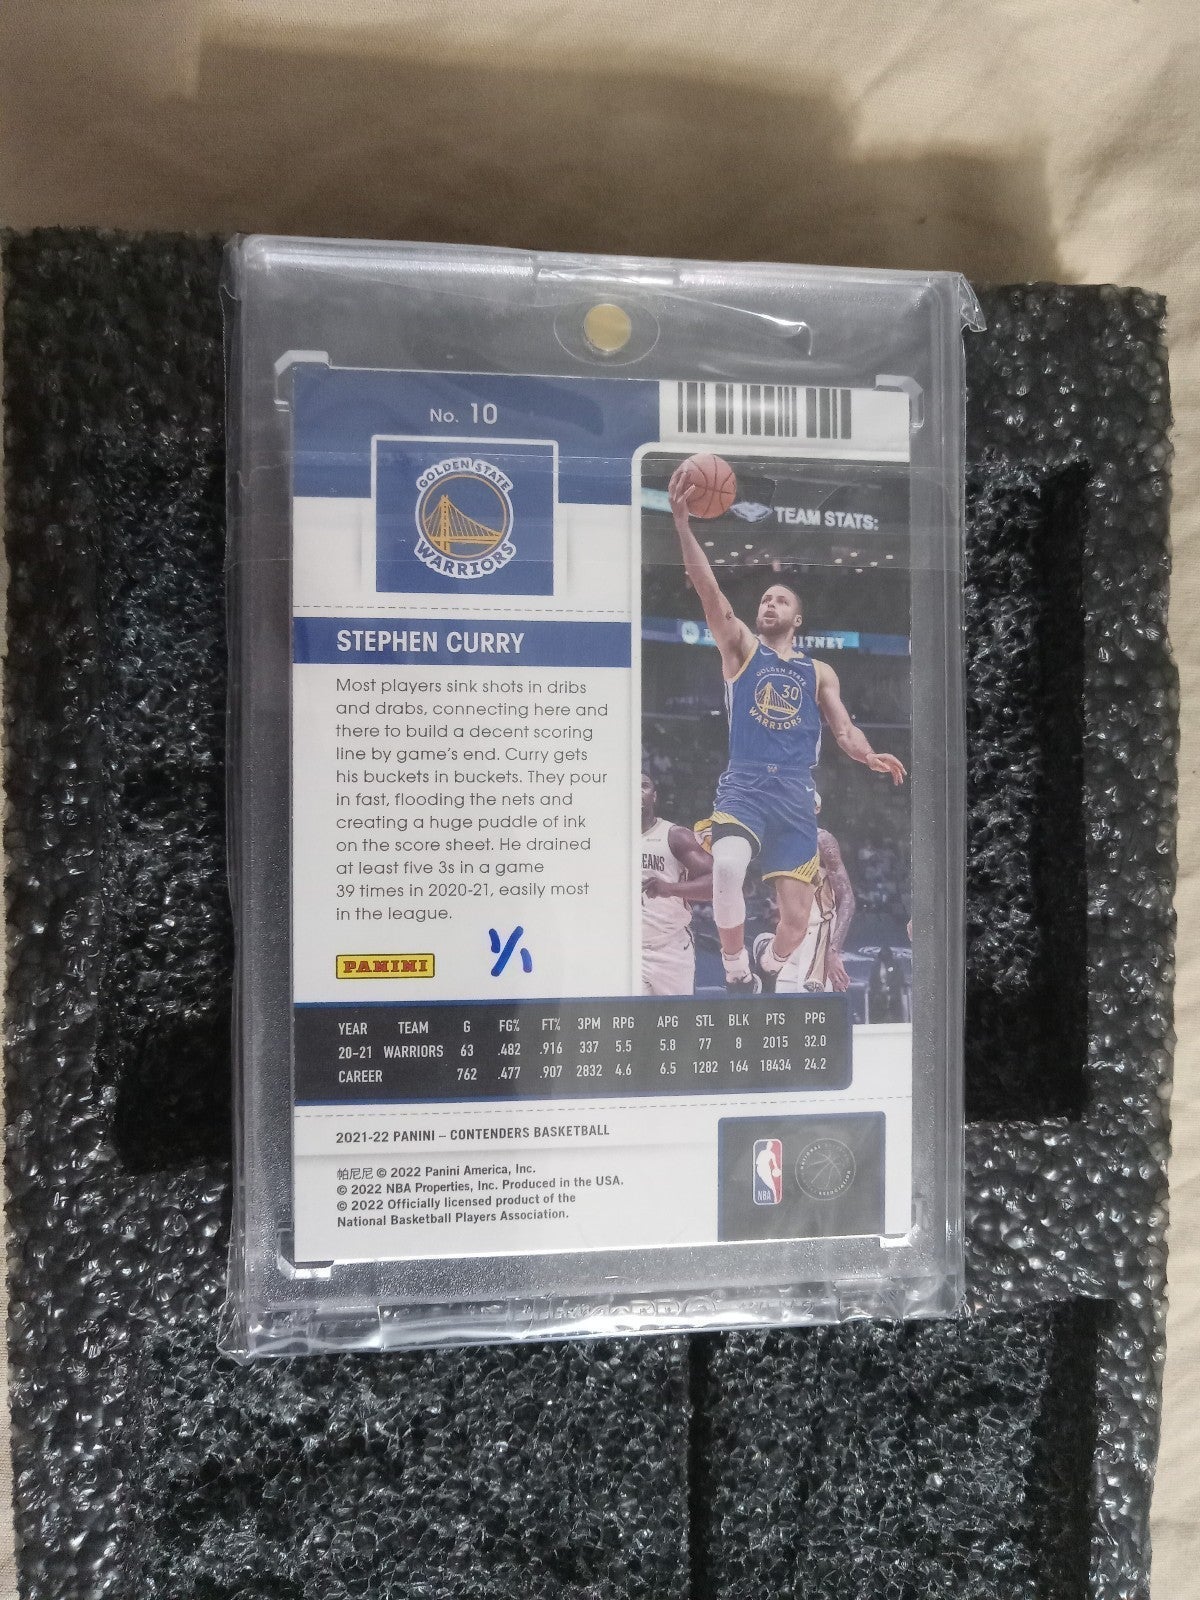 No. 10
GOLDEN STATE
WARRIORS
STEPHEN CURRY
Most players sink shots in dribs
and drabs, connecting here and
there to build a decent scoring
line by game's end. Curry gets
his buckets in buckets. They pour
in fast, flooding the nets and
creating a huge puddle of ink
on the score sheet. He drained
at least five 3s in a game
39 times in 2020-21, easily most
in the league.
PANINI
1/1
TEAM STATS:
GOLDEN STATE
30
WARRIORS
EANS
YEAR TEAM G FG% FT% 3PM RPG APG STL BLK PTS PPG
20-21 WARRIORS 63 .482 .916 337 5.5 5.8 77 8 2015 32.0
CAREER 762 .477 .907 2832 4.6 6.5 1282 164 18434 24.2
2021-22 PANINI – CONTENDERS BASKETBALL
帕尼尼 © 2022 Panini America, Inc.
© 2022 NBA Properties, Inc. Produced in the USA.
© 2022 Officially licensed product of the
National Basketball Players Association.
NBA